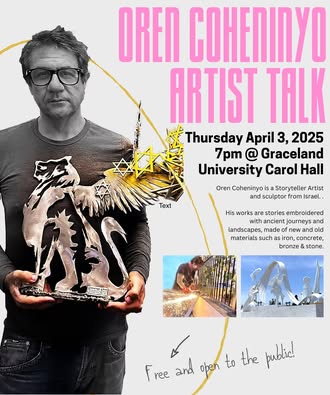 OREN COHENINYO
ARTIST TALK
Thursday April 3, 2025
7pm @ Graceland
University Carol Hall
Oren Coheninyo is a Storyteller Artist
and sculptor from Israel. .
His works are stories embroidered
with ancient journeys and
landscapes, made of new and old
materials such as iron, concrete,
bronze & stone.
Text
Free and open to the public!